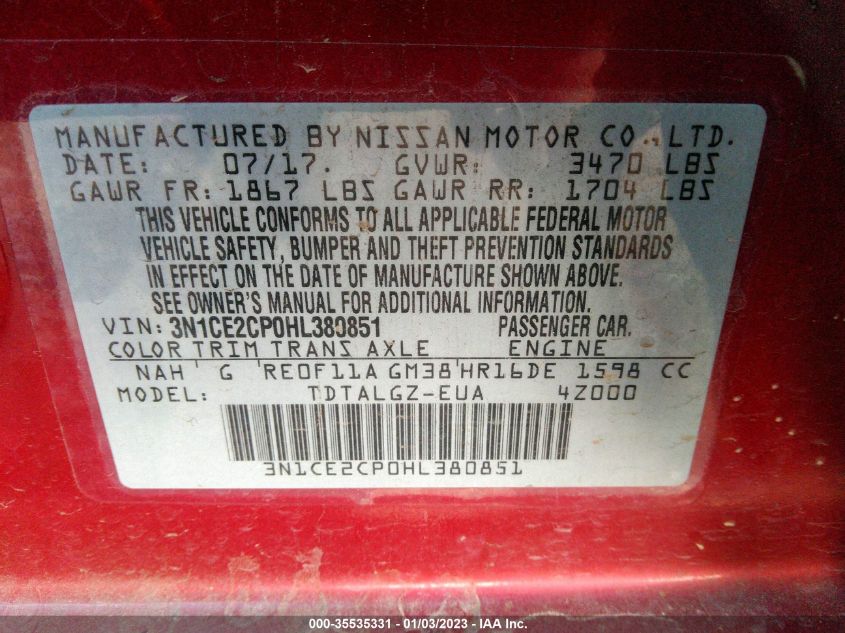 MANUFACTURED BY NISSAN MOTOR CO., LTD.
DATE: 07/17. GVWR: 3470 LBS
GAWR FR: 1867 LBS GAWR RR: 1704 LBS
THIS VEHICLE CONFORMS TO ALL APPLICABLE FEDERAL MOTOR
VEHICLE SAFETY, BUMPER AND THEFT PREVENTION STANDARDS
IN EFFECT ON THE DATE OF MANUFACTURE SHOWN ABOVE.
SEE OWNER'S MANUAL FOR ADDITIONAL INFORMATION.
VIN: 3N1CE2CP0HL380851 PASSENGER CAR.
COLOR TRIM TRANS AXLE ENGINE
NAH G RE0F11A GM38 HR16DE 1598 CC
MODEL: TDTALGZ-EUA 4Z000
3N1CE2CP0HL380851
000-35535331 - 01/03/2023 - IAA Inc.